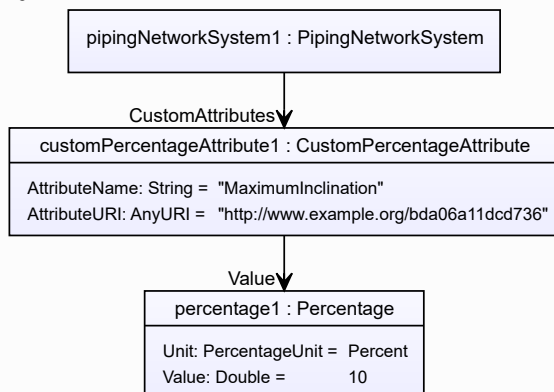 pipingNetworkSystem1 : PipingNetworkSystem
CustomAttributes
customPercentageAttribute1 : CustomPercentageAttribute
AttributeName: String = "MaximumInclination"
AttributeURI: AnyURI = "http://www.example.org/bda06a11dcd736"
Value
percentage1 : Percentage
Unit: PercentageUnit = Percent
Value: Double = 10